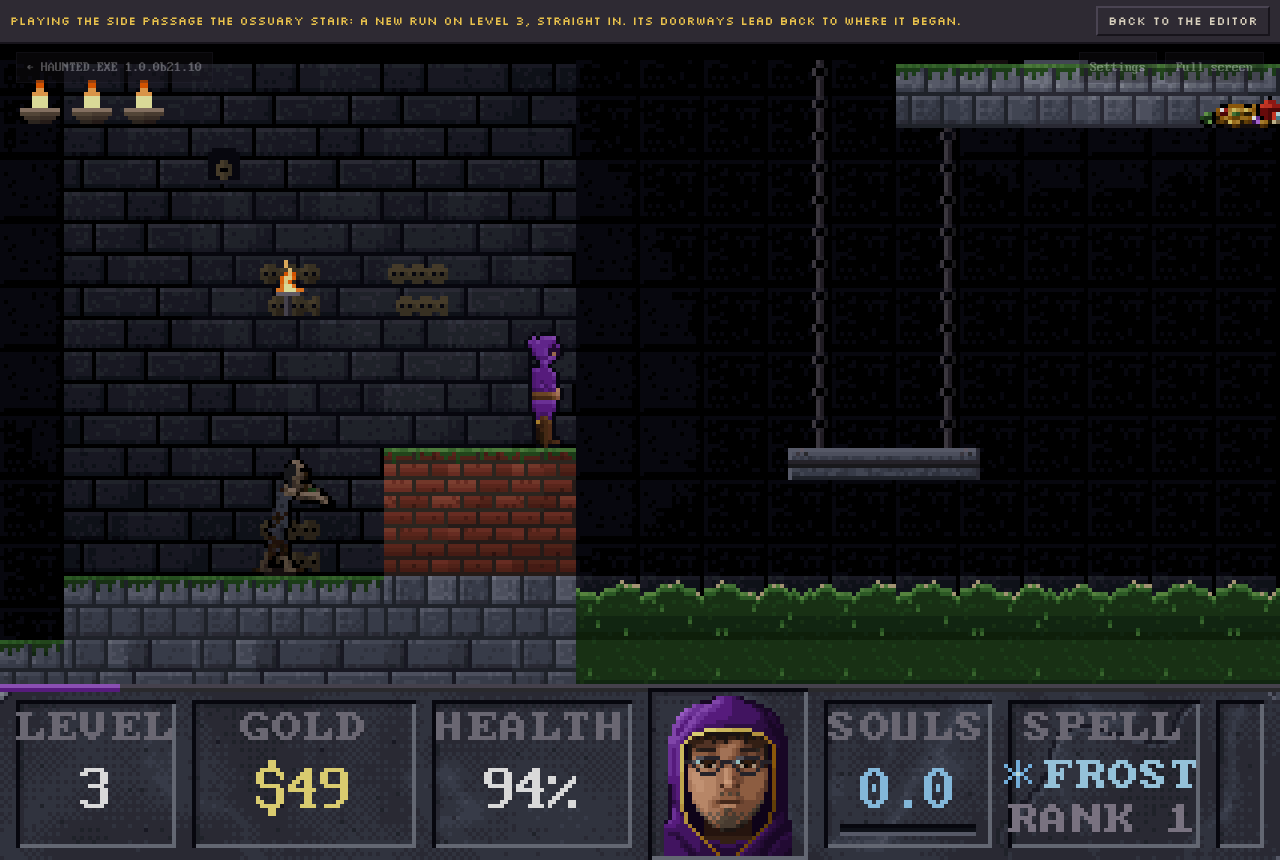 PLAYING THE SIDE PASSAGE THE OSSUARY STAIR: A NEW RUN ON LEVEL 3, STRAIGHT IN. ITS DOORWAYS LEAD BACK TO WHERE IT BEGAN.
BACK TO THE EDITOR
← HAUNTED.EXE 1.0.0b21.10
Settings
Full screen
LEVEL
3
GOLD
$49
HEALTH
94%
SOULS
0.0
SPELL
*FROST
RANK 1